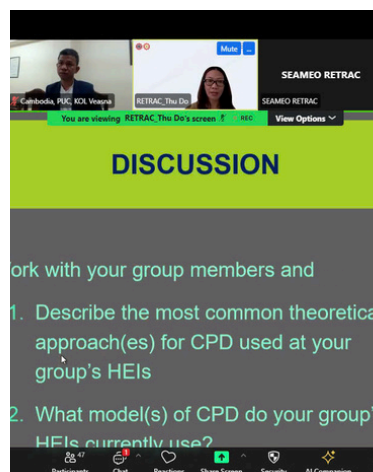 Mute ...
SEAMEO RETRAC
Cambodia, PUC, KOL Veasna
RETRAC_Thu Do
SEAMEO RETRAC
You are viewing RETRAC_Thu Do's screen
REC
View Options
DISCUSSION
ork with your group members and
1. Describe the most common theoretica
approach(es) for CPD used at your
group's HEIs
2. What model(s) of CPD do your group'
HEIs currently use?
47
1
Participants
Chat
Reactions
Share Screen
Security
AI Companion